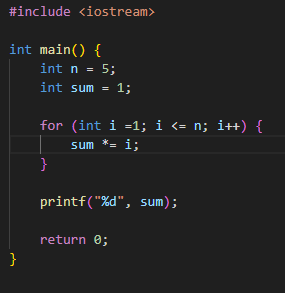 #include <iostream>

int main() {
    int n = 5;
    int sum = 1;

    for (int i =1; i <= n; i++) {
        sum *= i;
    }

    printf("%d", sum);

    return 0;
}